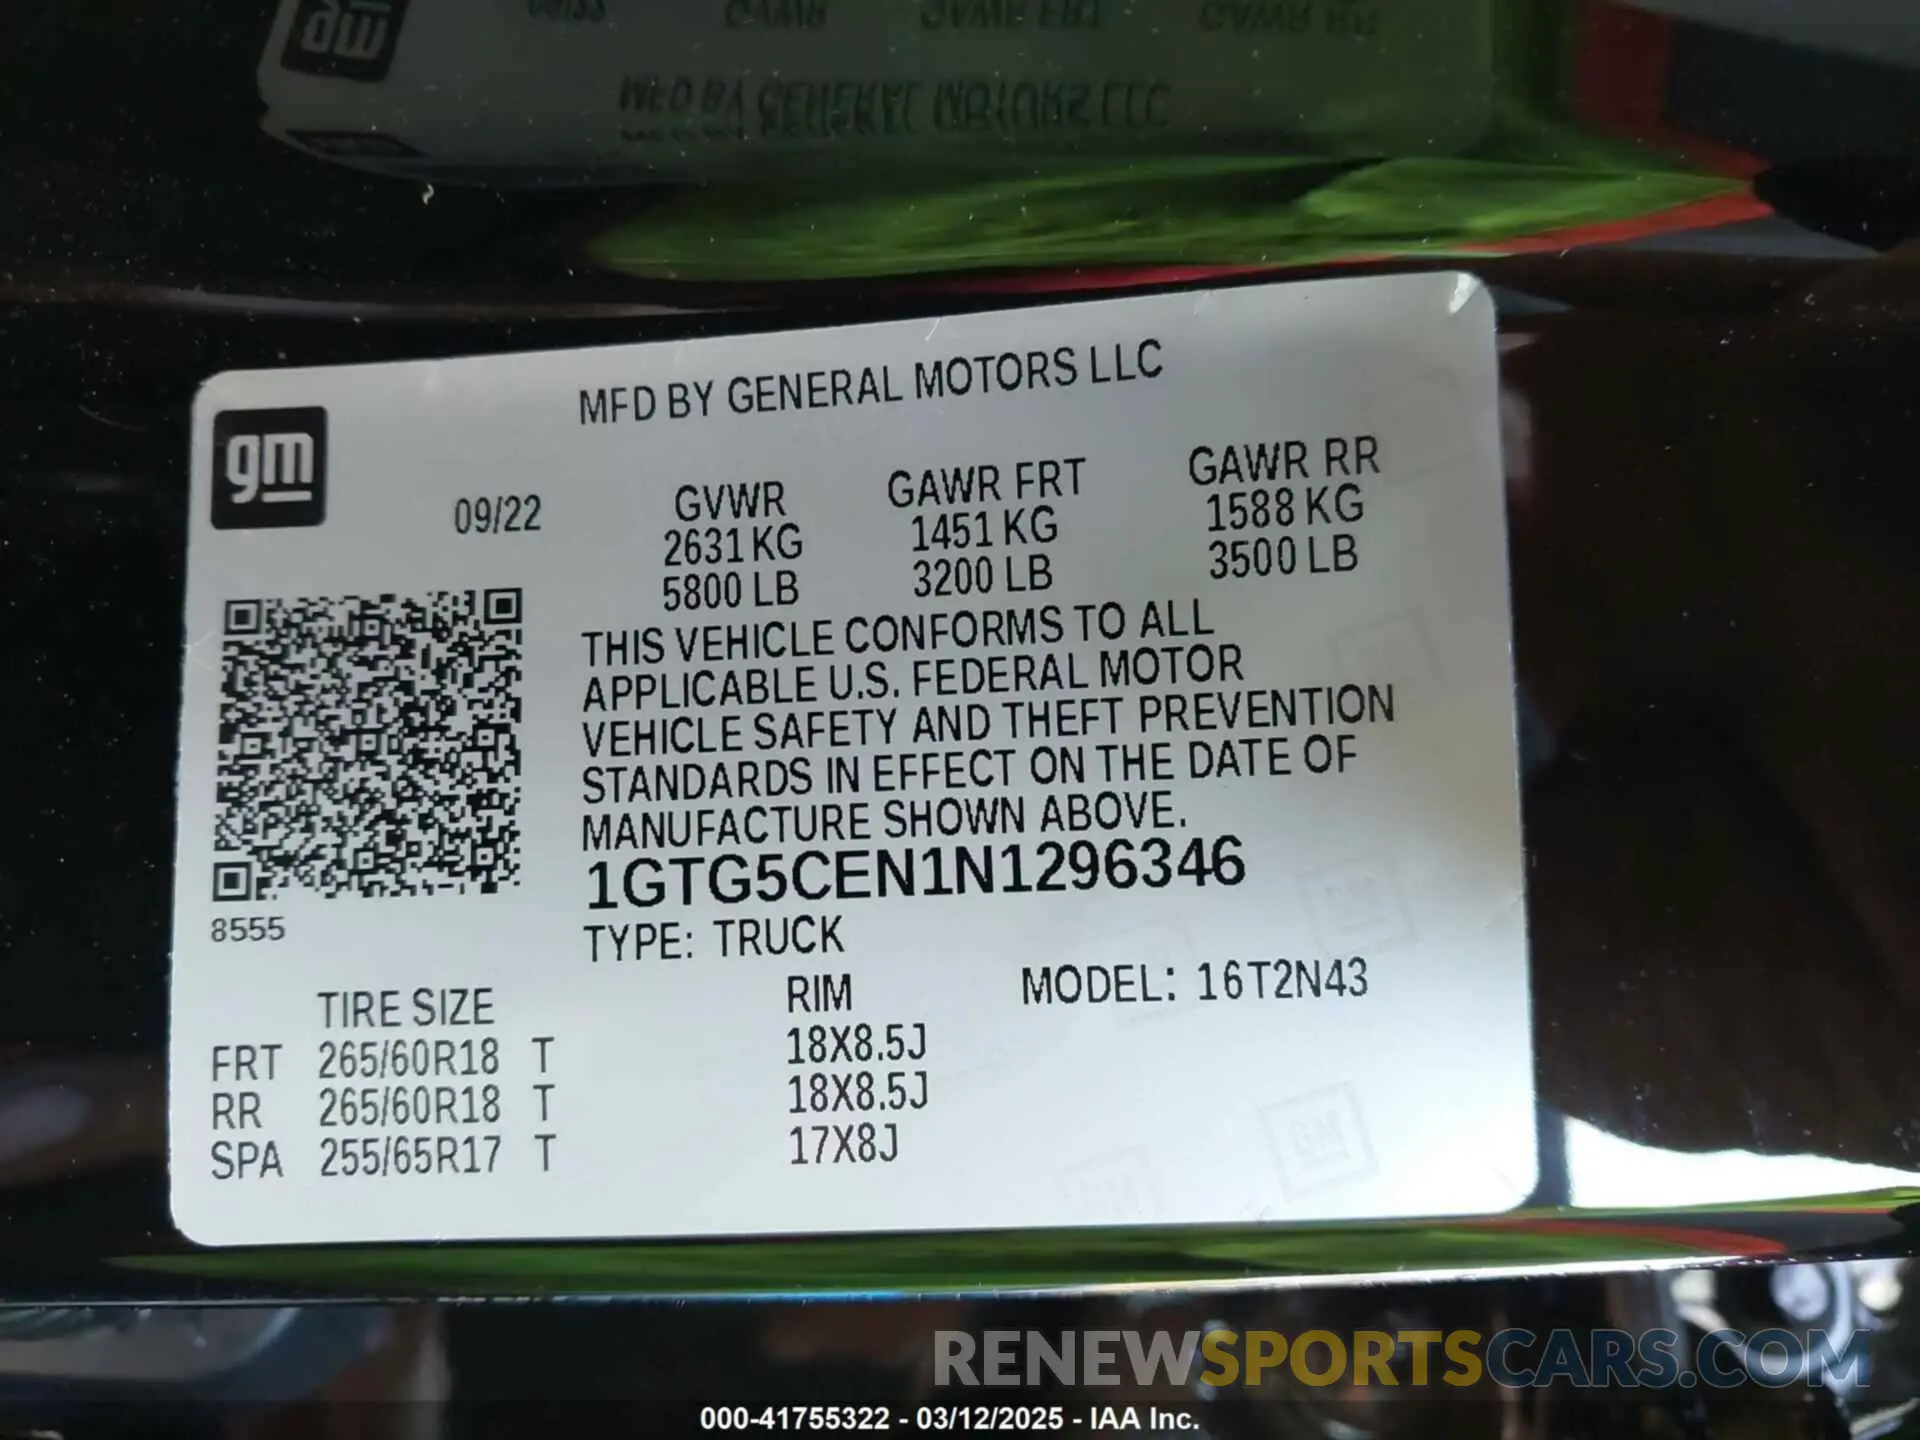 MFD BY GENERAL MOTORS LLC
gm
09/22
GVWR GAWR FRT GAWR RR
2631 KG 1451 KG 1588 KG
5800 LB 3200 LB 3500 LB
THIS VEHICLE CONFORMS TO ALL
APPLICABLE U.S. FEDERAL MOTOR
VEHICLE SAFETY AND THEFT PREVENTION
STANDARDS IN EFFECT ON THE DATE OF
MANUFACTURE SHOWN ABOVE.
1GTG5CEN1N1296346
8555
TYPE: TRUCK
TIRE SIZE RIM MODEL: 16T2N43
FRT 265/60R18 T 18X8.5J
RR 265/60R18 T 18X8.5J
SPA 255/65R17 T 17X8J
RENEWSPORTSCARS.COM
000-41755322 - 03/12/2025 - IAA Inc.